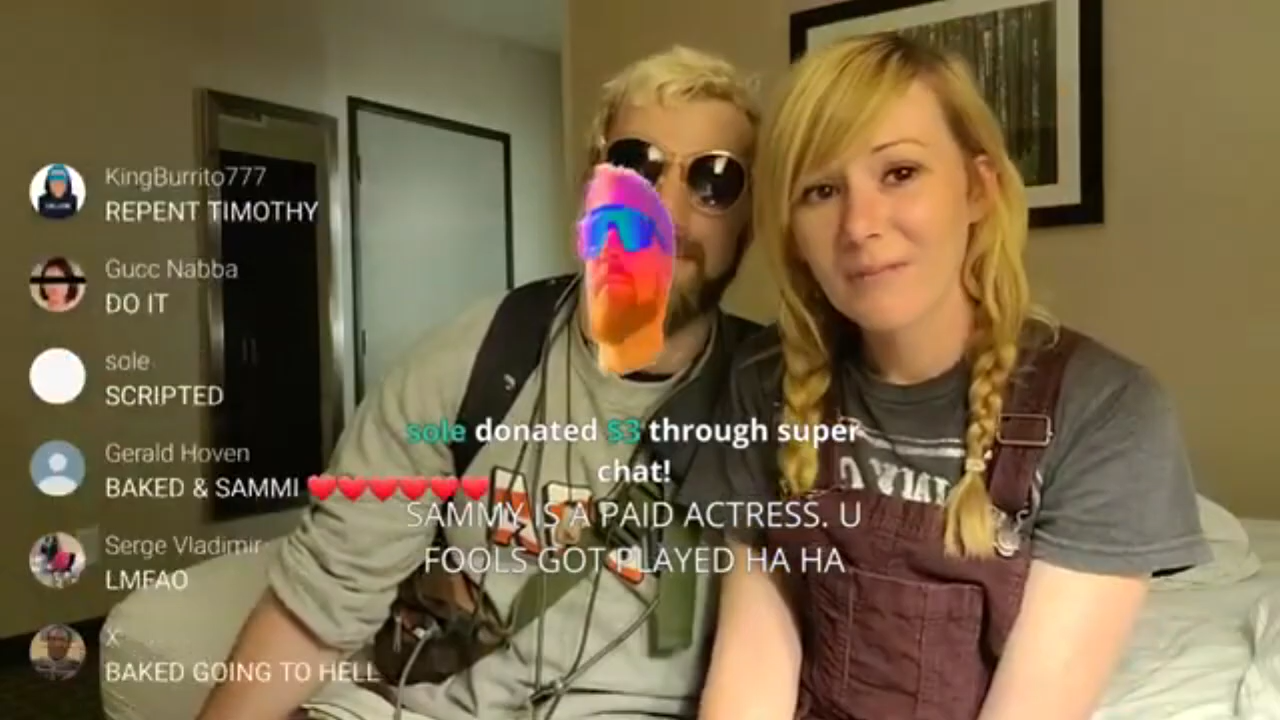 KingBurrito777
REPENT TIMOTHY
Gucc Nabba
DO IT
sole
SCRIPTED
Gerald Hoven
BAKED & SAMMI ❤️❤️❤️❤️❤️❤️
Serge Vladimir
LMFAO
X
BAKED GOING TO HELL
sole donated $3 through super
chat!
SAMMY IS A PAID ACTRESS. U
FOOLS GOT PLAYED HA HA